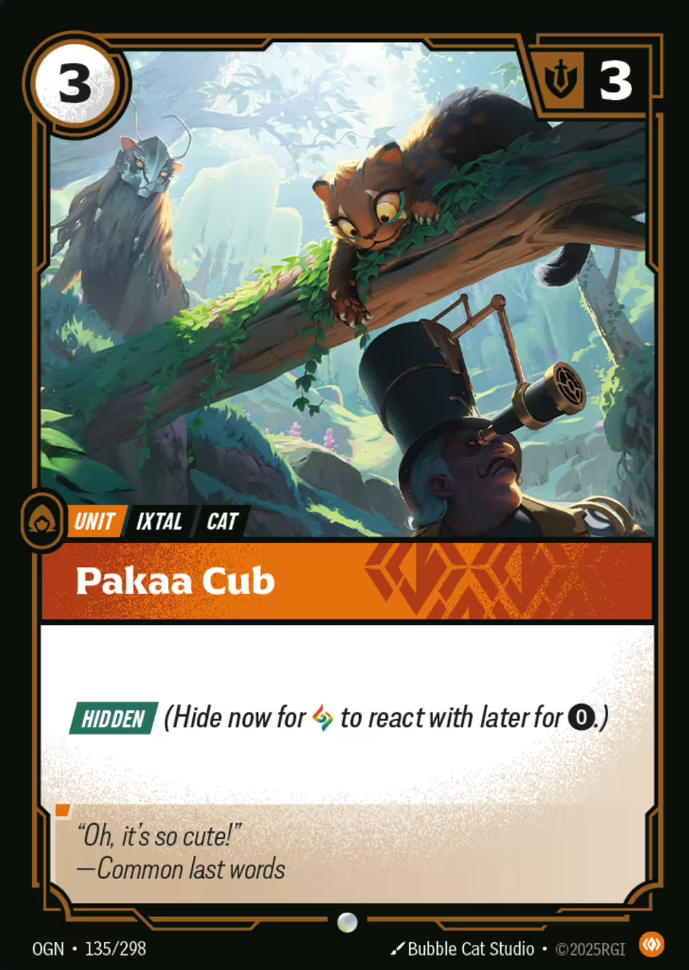 3
3
UNIT IXTAL CAT
Pakaa Cub
HIDDEN (Hide now for to react with later for 0.)
“Oh, it’s so cute!”
—Common last words
OGN • 135/298
Bubble Cat Studio • ©2025RGI